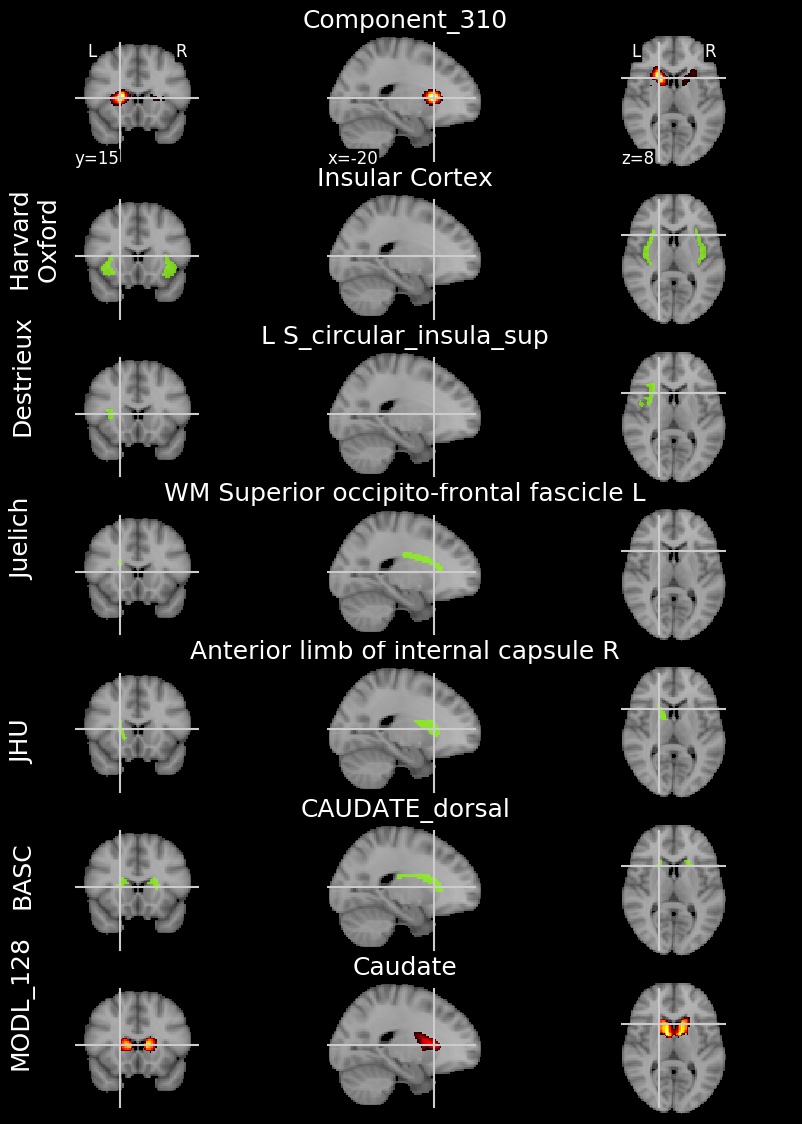 Component_310
L R
L R
y=15
x=-20
z=8
Insular Cortex
Harvard
Oxford
L S_circular_insula_sup
Destrieux
WM Superior occipito-frontal fascicle L
Juelich
Anterior limb of internal capsule R
JHU
CAUDATE_dorsal
BASC
Caudate
MODL_128